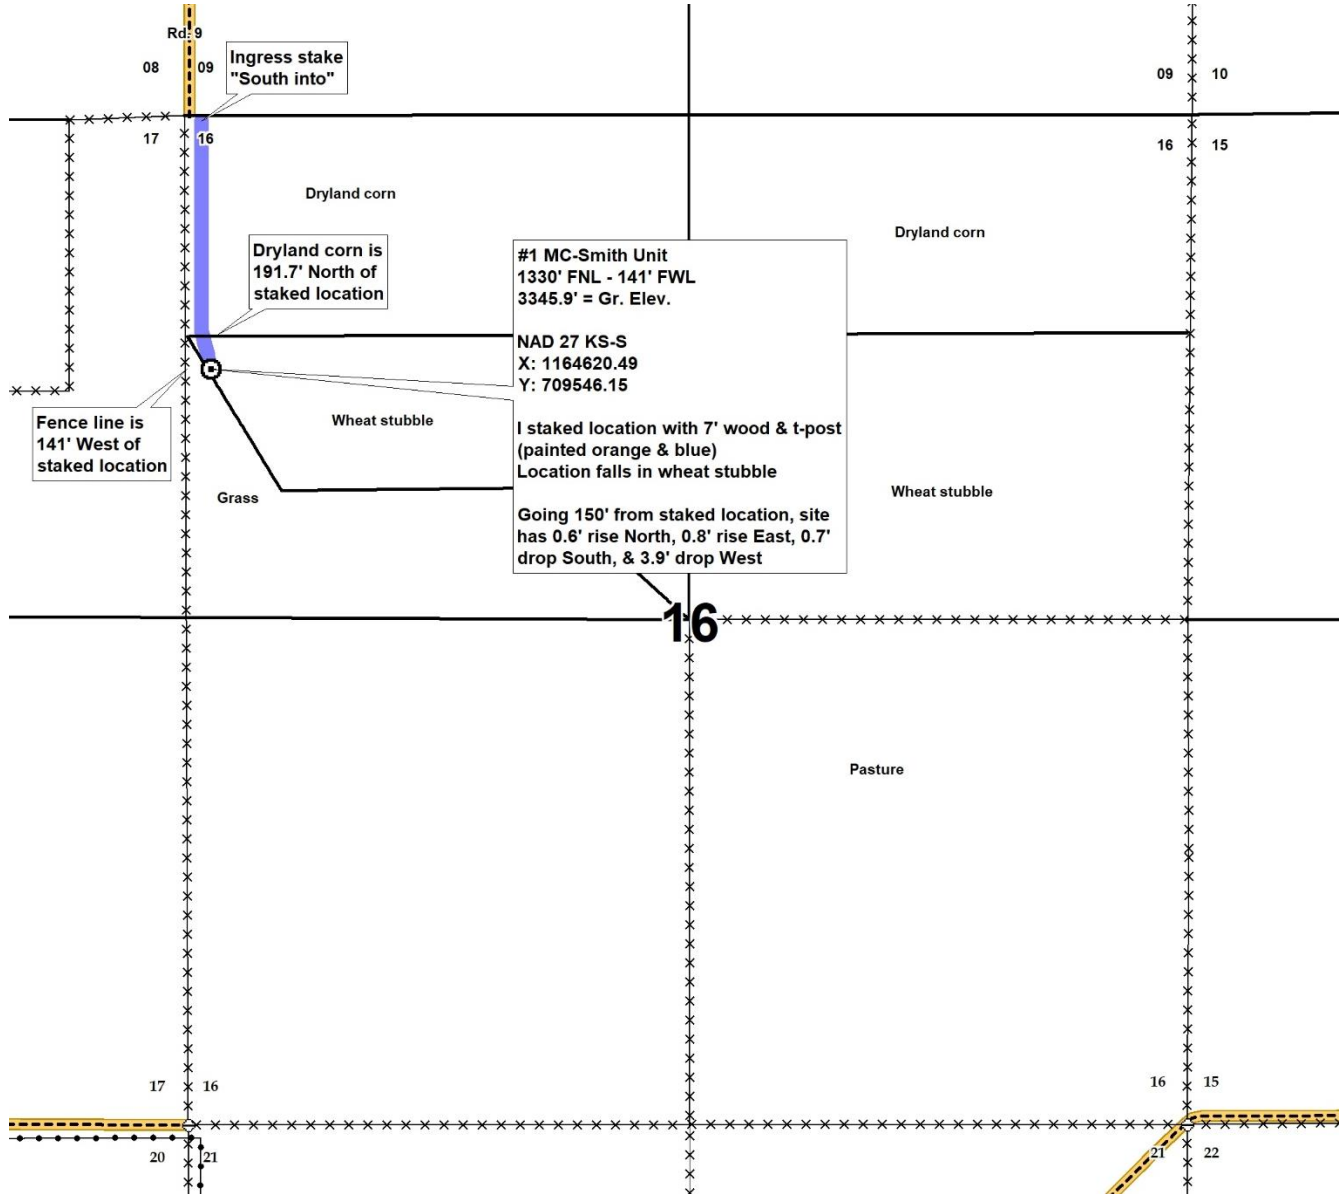 Rd. 9
Ingress stake
"South into"
08 09
09 10
17 16
16 15
Dryland corn
Dryland corn
Dryland corn is
191.7' North of
staked location
#1 MC-Smith Unit
1330' FNL - 141' FWL
3345.9' = Gr. Elev.
NAD 27 KS-S
X: 1164620.49
Y: 709546.15
I staked location with 7' wood & t-post
(painted orange & blue)
Location falls in wheat stubble
Going 150' from staked location, site
has 0.6' rise North, 0.8' rise East, 0.7'
drop South, & 3.9' drop West
Fence line is
141' West of
staked location
Wheat stubble
Grass
Wheat stubble
16
Pasture
17 16
16 15
20 21
21 22